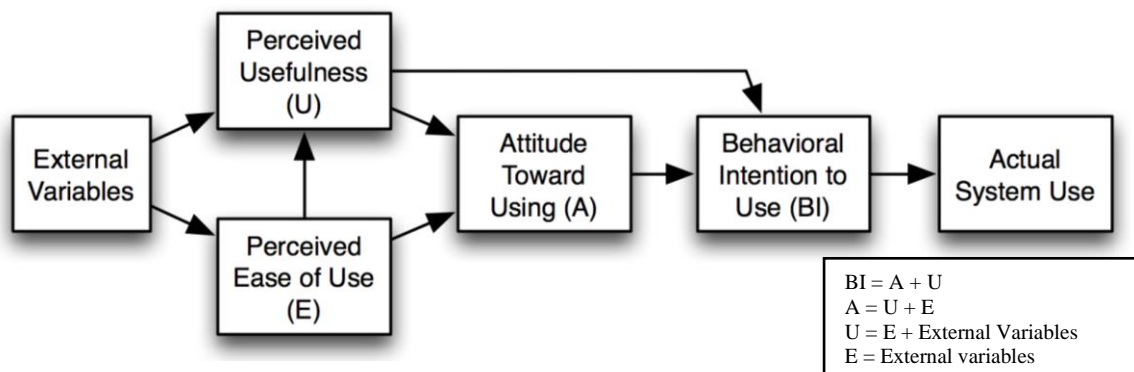 External
Variables
Perceived
Usefulness
(U)
Perceived
Ease of Use
(E)
Attitude
Toward
Using (A)
Behavioral
Intention to
Use (BI)
Actual
System Use
BI = A + U
A = U + E
U = E + External Variables
E = External variables